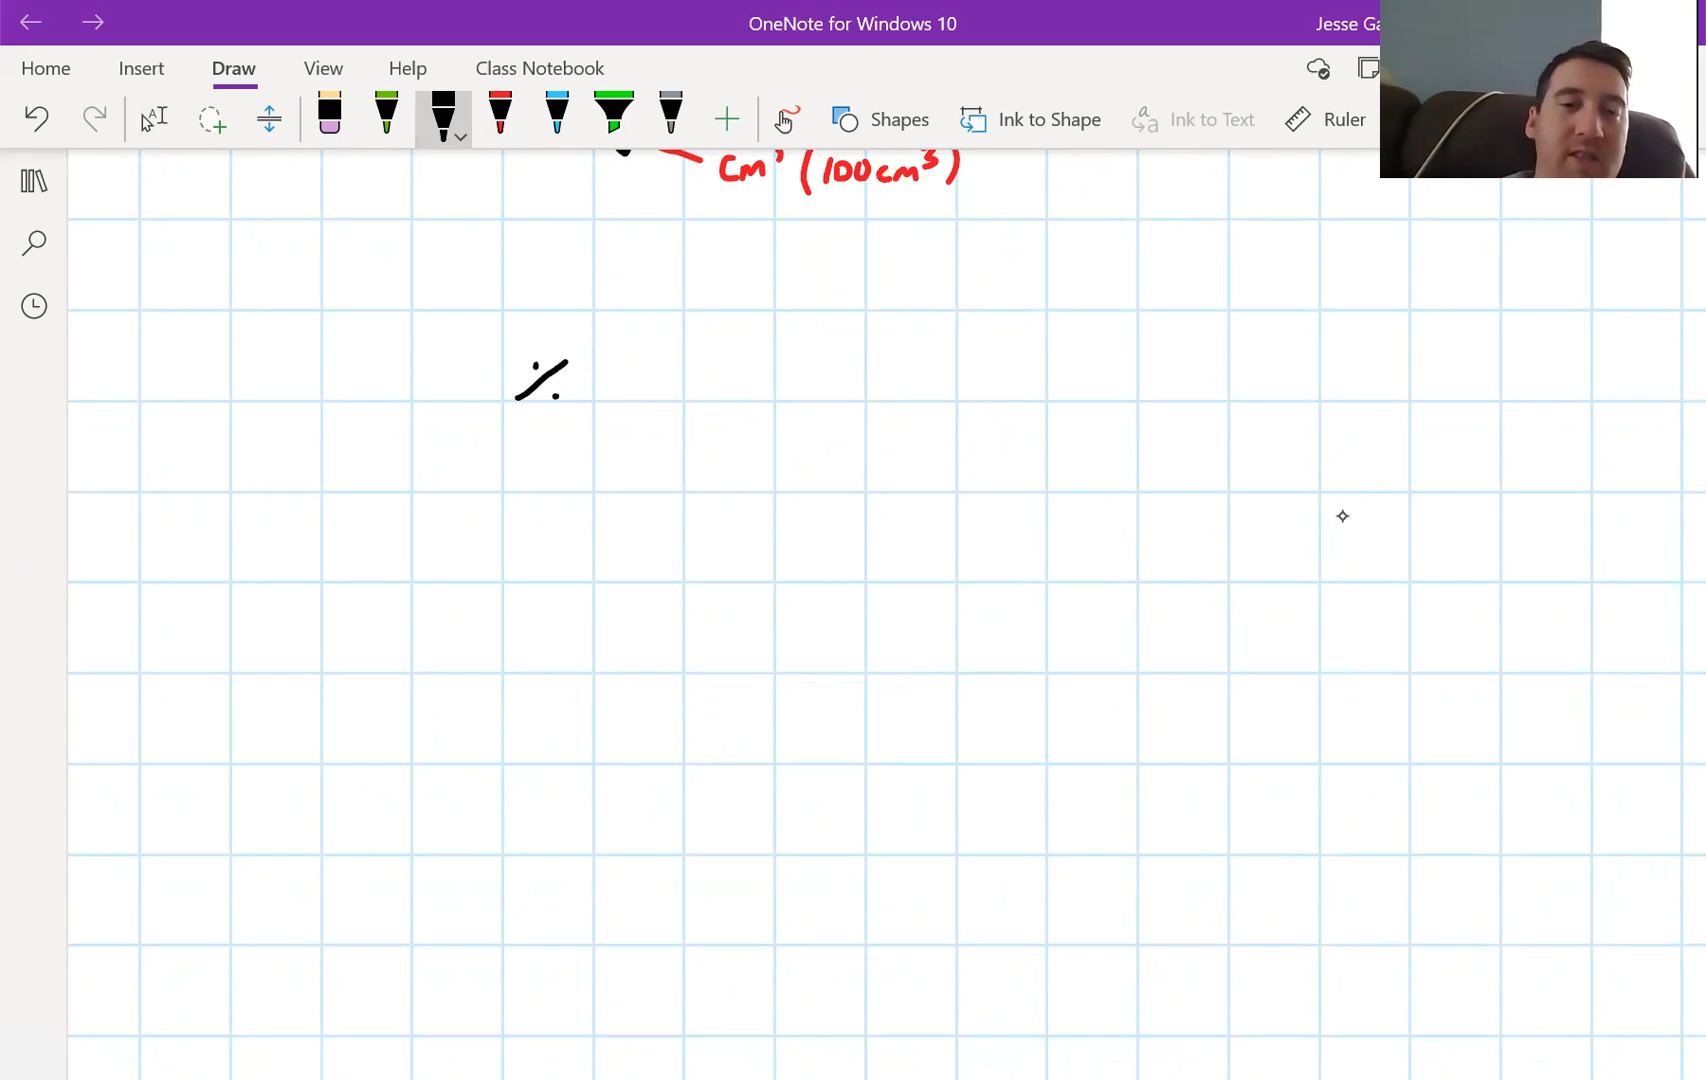 OneNote for Windows 10
Jesse Ga
Home Insert Draw View Help Class Notebook
Shapes Ink to Shape Ink to Text Ruler
cm³ (100cm³)
%